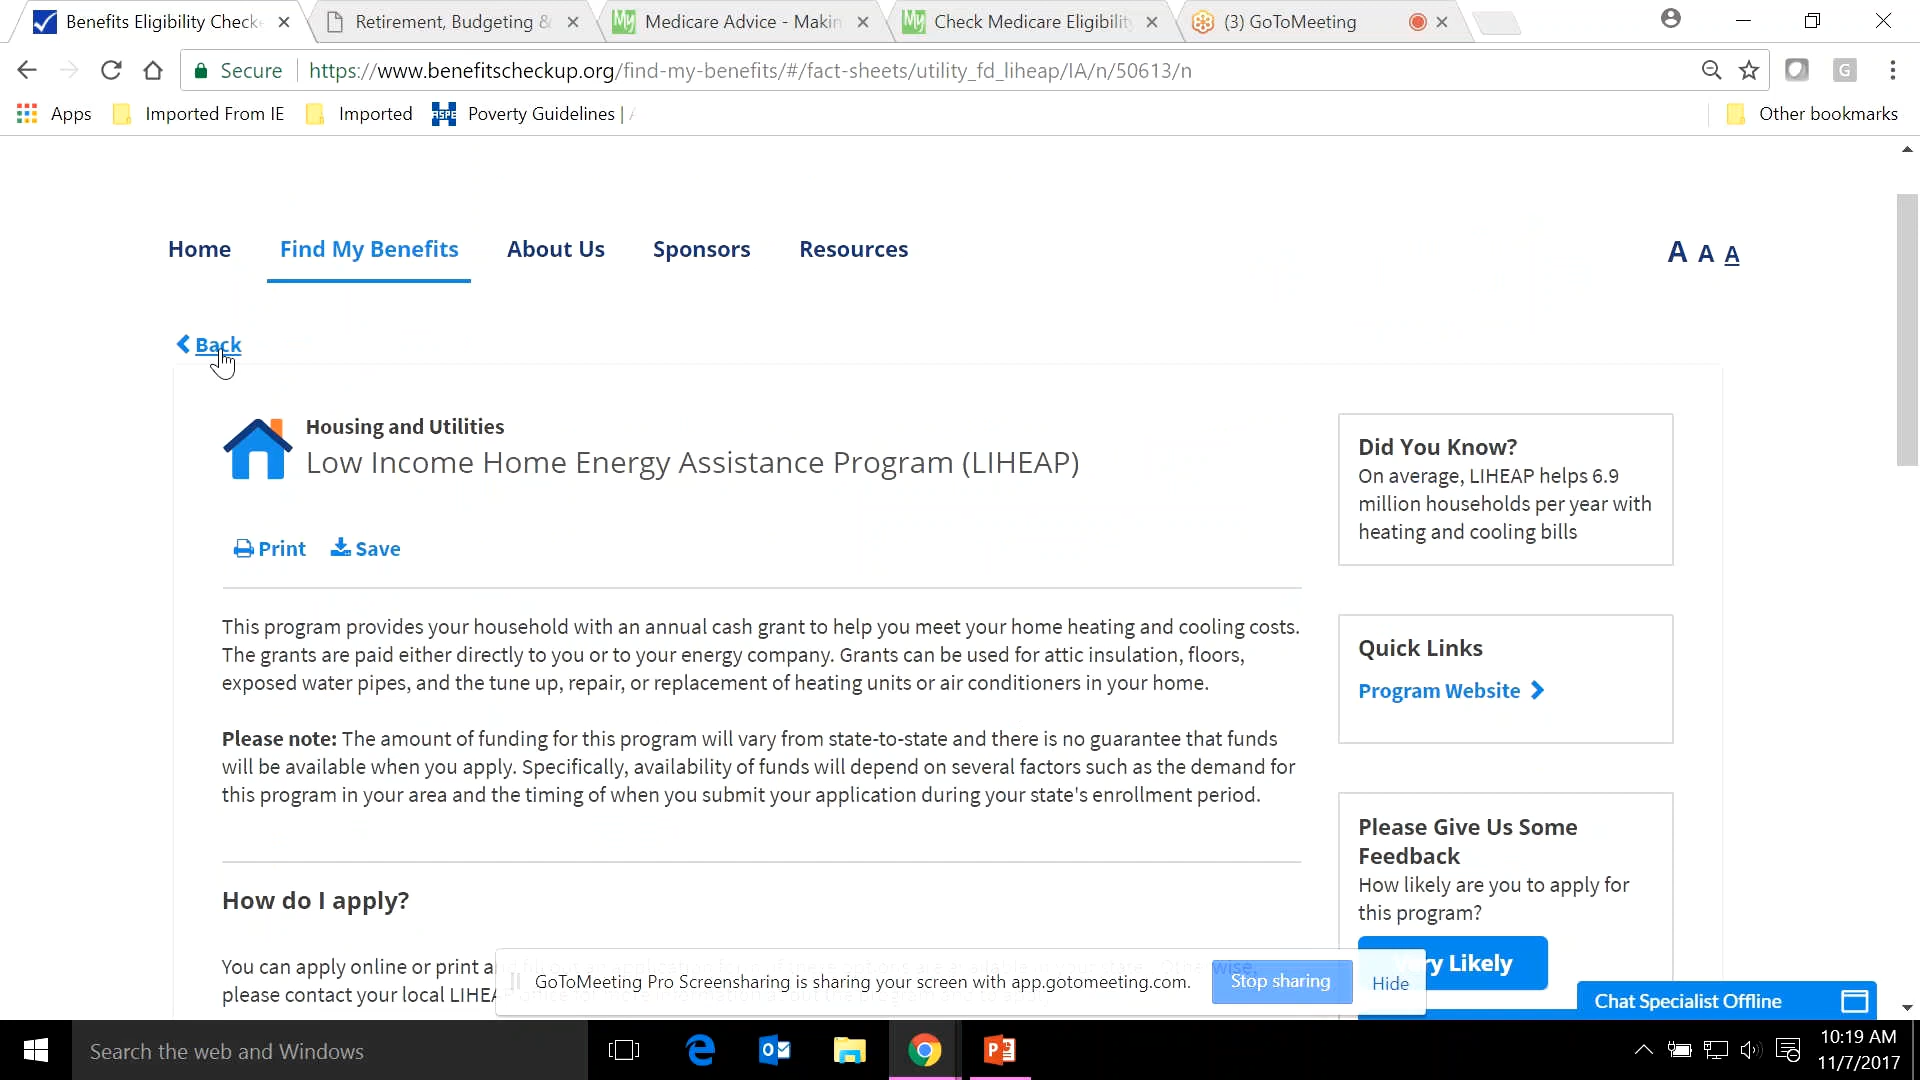 Benefits Eligibility Check
Retirement, Budgeting &
My Medicare Advice - Makin
My Check Medicare Eligibility
(3) GoToMeeting
Secure https://www.benefitscheckup.org/find-my-benefits/#/fact-sheets/utility_fd_liheap/IA/n/50613/n
G
Apps Imported From IE Imported Poverty Guidelines | Other bookmarks
Home Find My Benefits About Us Sponsors Resources A A A
Back
Housing and Utilities
Low Income Home Energy Assistance Program (LIHEAP)
Print Save
This program provides your household with an annual cash grant to help you meet your home heating and cooling costs.
The grants are paid either directly to you or to your energy company. Grants can be used for attic insulation, floors,
exposed water pipes, and the tune up, repair, or replacement of heating units or air conditioners in your home.
Please note: The amount of funding for this program will vary from state-to-state and there is no guarantee that funds
will be available when you apply. Specifically, availability of funds will depend on several factors such as the demand for
this program in your area and the timing of when you submit your application during your state's enrollment period.
How do I apply?
You can apply online or print
please contact your local
Did You Know?
On average, LIHEAP helps 6.9
million households per year with
heating and cooling bills
Quick Links
Program Website
Please Give Us Some
Feedback
How likely are you to apply for
this program?
Likely
GoToMeeting Pro Screensharing is sharing your screen with app.gotomeeting.com. Stop sharing Hide
Chat Specialist Offline
Search the web and Windows
10:19 AM
11/7/2017